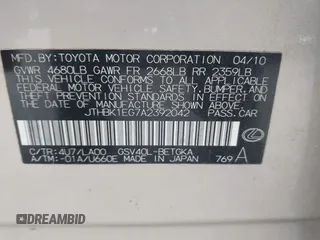 MFD. BY: TOYOTA MOTOR CORPORATION 04/10
GVWR 4680LB GAWR FR 2668LB RR 2359LB
THIS VEHICLE CONFORMS TO ALL APPLICABLE
FEDERAL MOTOR VEHICLE SAFETY, BUMPER, AND
THEFT PREVENTION STANDARDS IN EFFECT ON
THE DATE OF MANUFACTURE SHOWN ABOVE.
JTHBK1EG7A2392042 PASS.CAR
C/TR:4U7/LA00 GSV40L-BETGKA
A/TM:-01A/U660E MADE IN JAPAN 769 A
DREAMBID